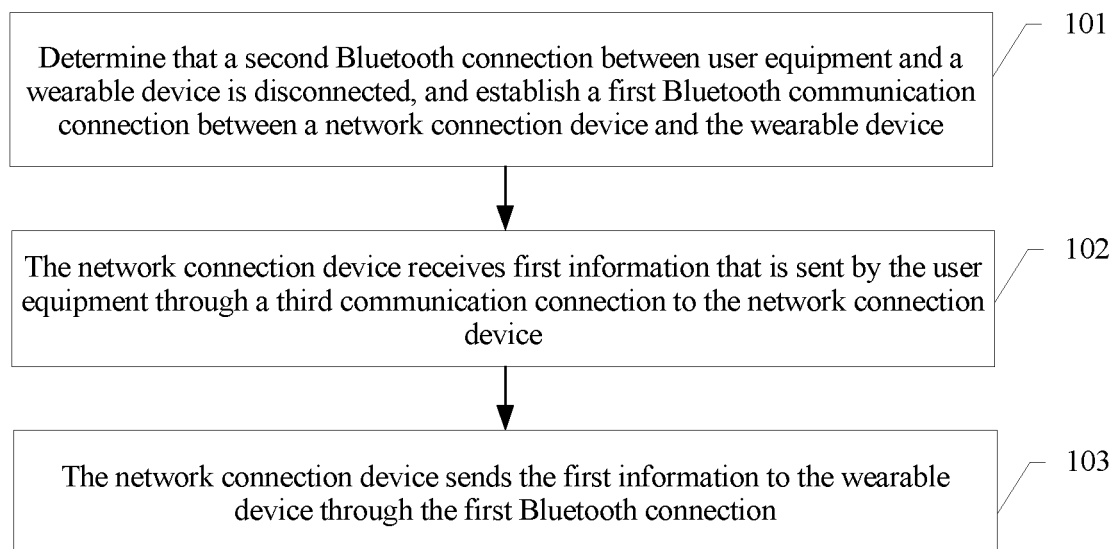 101
Determine that a second Bluetooth connection between user equipment and a
wearable device is disconnected, and establish a first Bluetooth communication
connection between a network connection device and the wearable device
102
The network connection device receives first information that is sent by the user
equipment through a third communication connection to the network connection
device
103
The network connection device sends the first information to the wearable
device through the first Bluetooth connection